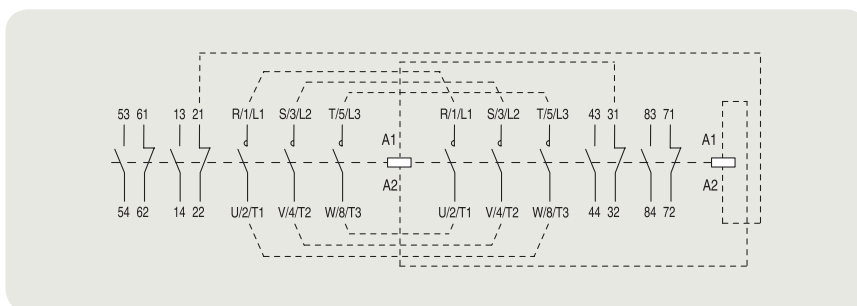 53 61 13 21 R/1/L1 S/3/L2 T/5/L3 R/1/L1 S/3/L2 T/5/L3 43 31 83 71
A1 A1
A2 A2
54 62 14 22 U/2/T1 V/4/T2 W/8/T3 U/2/T1 V/4/T2 W/8/T3 44 32 84 72